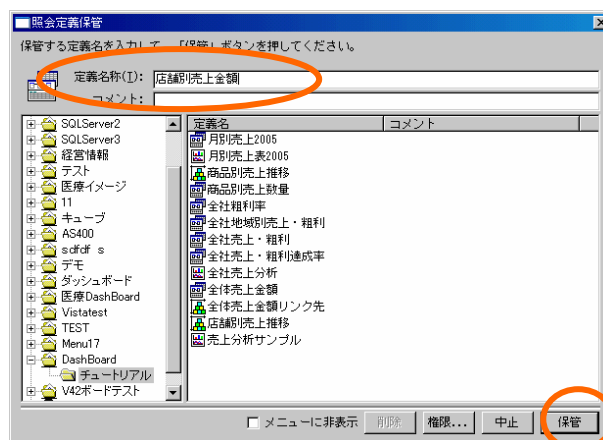 照会定義保管
保管する定義名を入力して、「保管」ボタンを押してください。
定義名称(I): 店舗別売上金額
コメント:
定義名 コメント
SQLServer2
SQLServer3
経営情報
テスト
医療イメージ
11
キューブ
AS400
sdfdf s
デモ
ダッシュボード
医療DashBoard
Vistatest
TEST
Menu17
DashBoard
チュートリアル
V42ボードテスト
月別売上2005
月別売上表2005
商品別売上推移
商品別売上数量
全社粗利率
全社地域別売上・粗利
全社売上・粗利
全社売上・粗利達成率
全社売上分析
全体売上金額
全体売上金額リンク先
店舗別売上推移
売上分析サンプル
メニューに非表示 削除 権限... 中止 保管